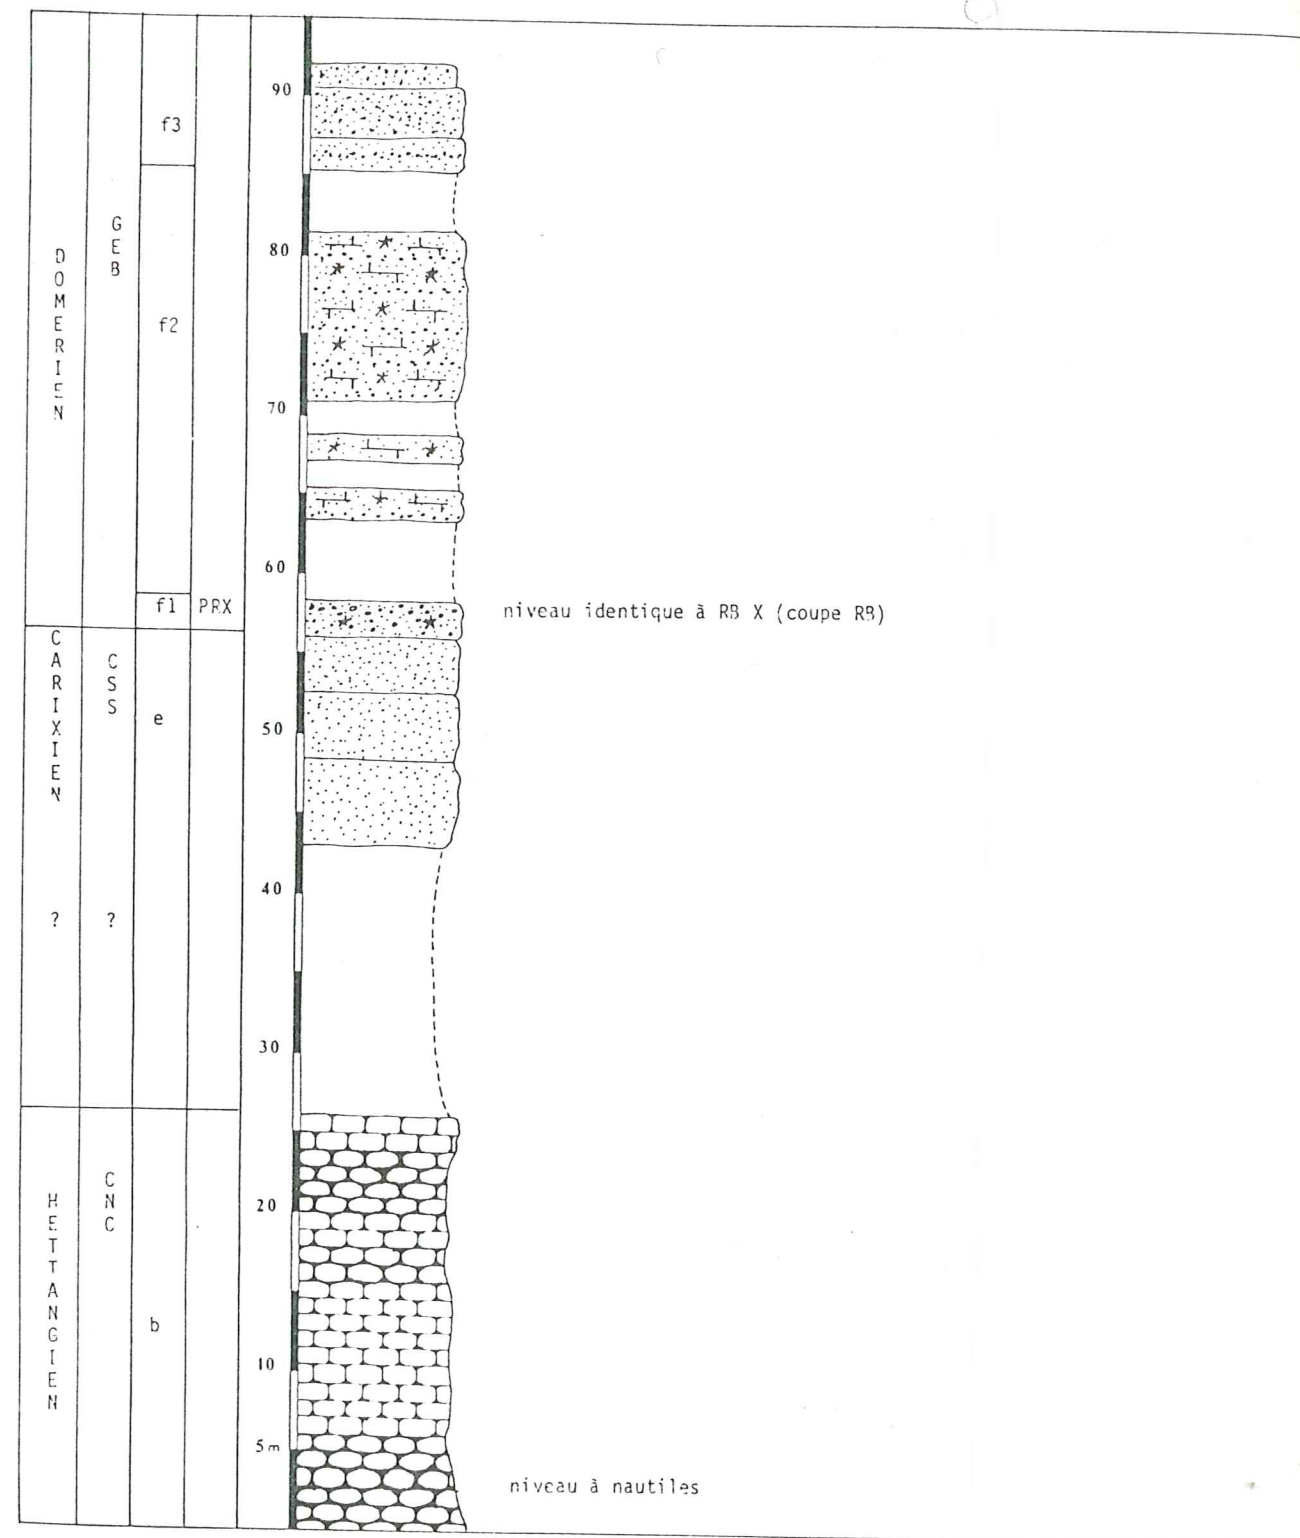 DOMERIEN
GEB
f3
f2
f1
PRX
CARIXIEN
?
CSS
?
e
HETTANGIEN
CNC
b
90
80
70
60
50
40
30
20
10
5m
niveau identique à RB X (coupe RB)
niveau à nautiles